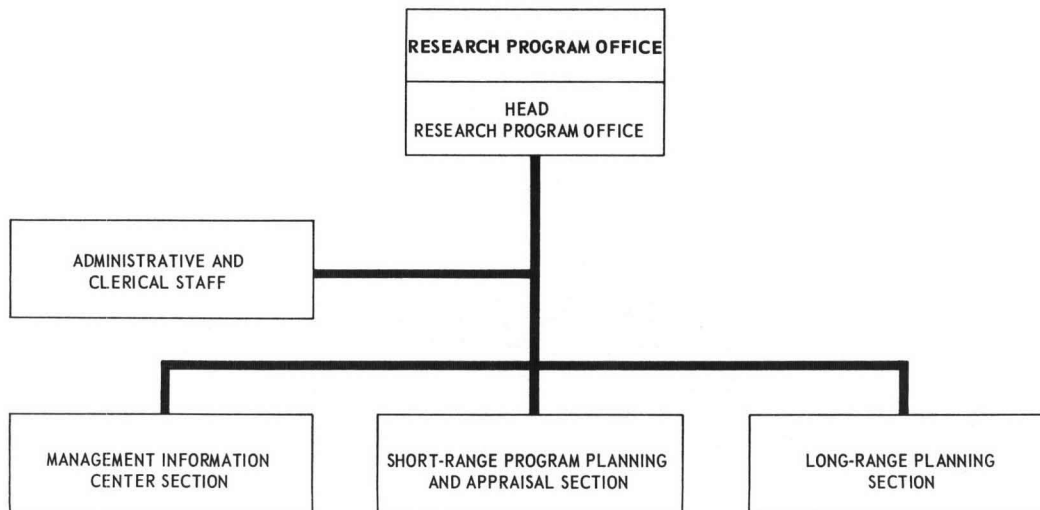 RESEARCH PROGRAM OFFICE
HEAD
RESEARCH PROGRAM OFFICE
ADMINISTRATIVE AND
CLERICAL STAFF
MANAGEMENT INFORMATION
CENTER SECTION
SHORT-RANGE PROGRAM PLANNING
AND APPRAISAL SECTION
LONG-RANGE PLANNING
SECTION